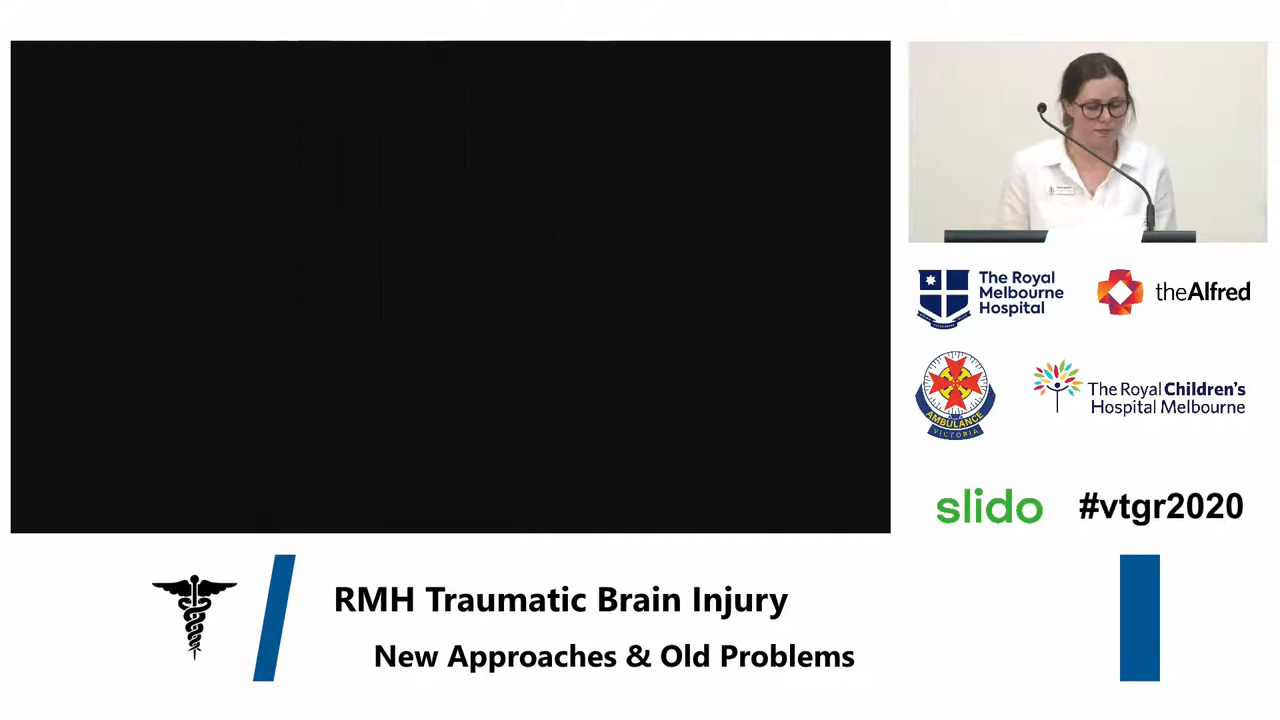 The Royal
Melbourne
Hospital
theAlfred
AMBULANCE
VICTORIA
The Royal Children's
Hospital Melbourne
slido
#vtgr2020
RMH Traumatic Brain Injury
New Approaches & Old Problems